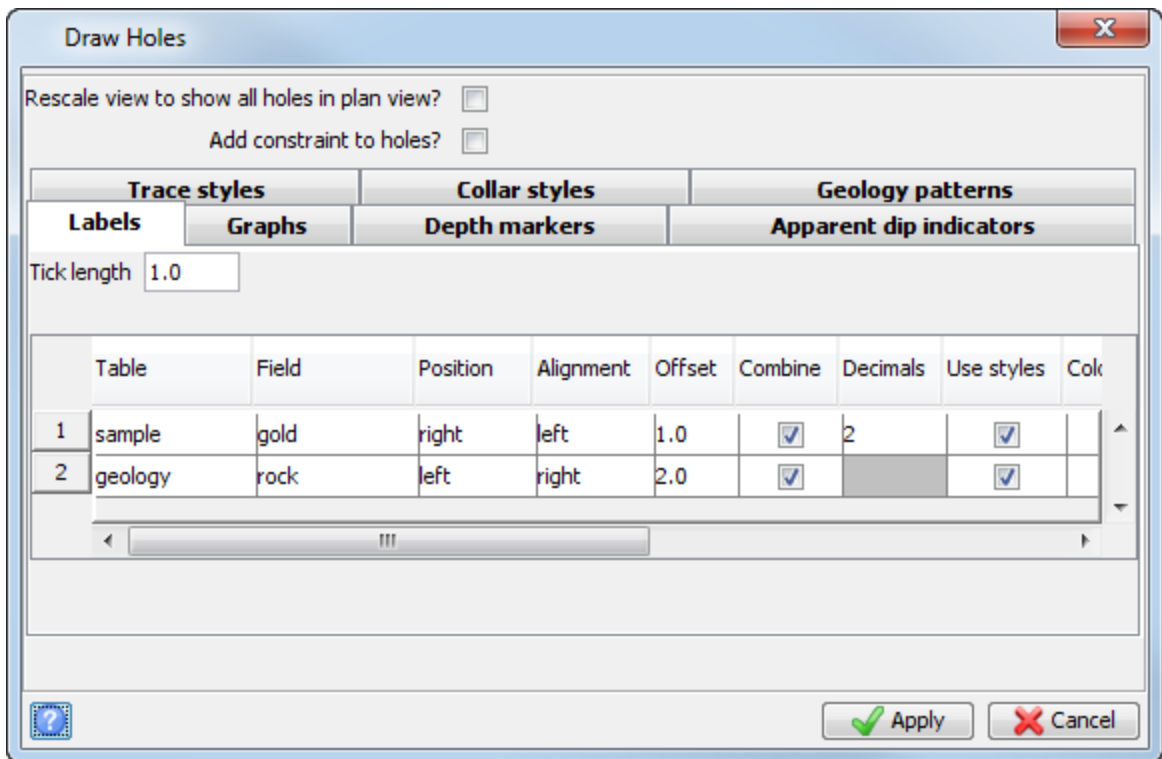 Draw Holes
Rescale view to show all holes in plan view?
Add constraint to holes?
Trace styles Collar styles Geology patterns
Labels Graphs Depth markers Apparent dip indicators
Tick length 1.0
Table Field Position Alignment Offset Combine Decimals Use styles Colo
1 sample gold right left 1.0 2
2 geology rock left right 2.0
? Apply Cancel